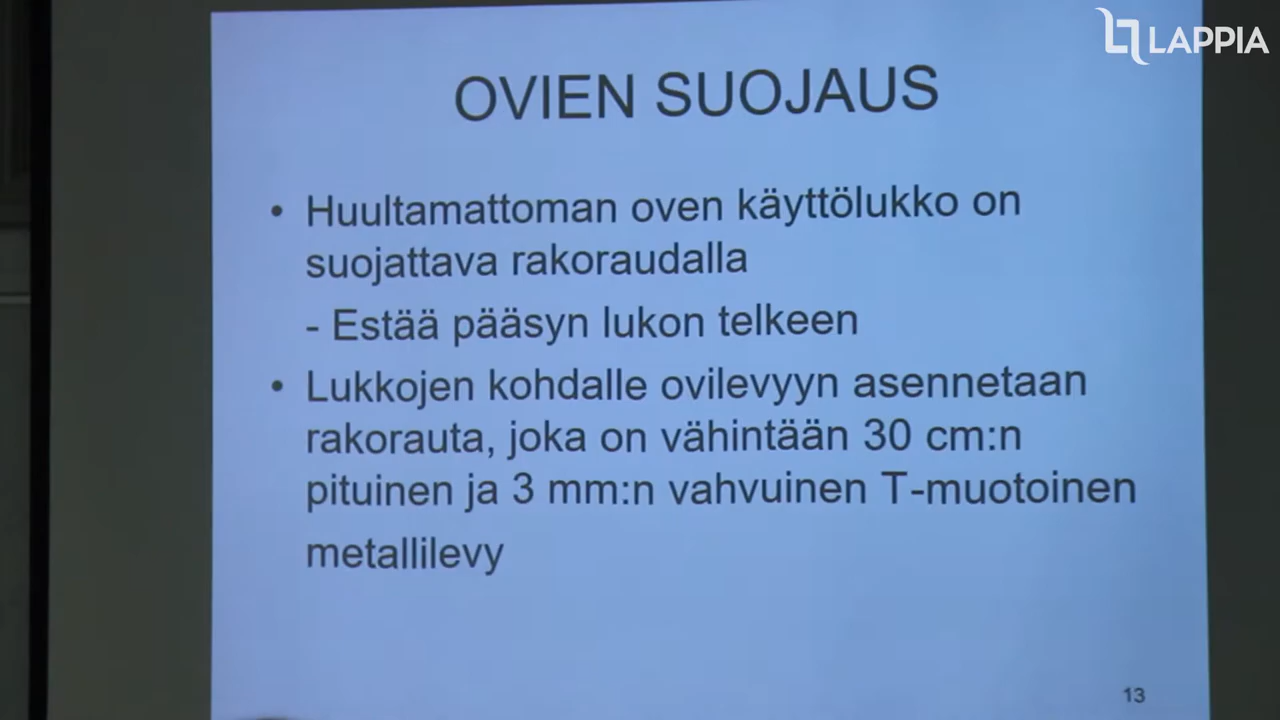 LAPPIA
OVIEN SUOJAUS
• Huultamattoman oven käyttölukko on
suojattava rakoraudalla
- Estää pääsyn lukon telkeen
• Lukkojen kohdalle ovilevyyn asennetaan
rakorauta, joka on vähintään 30 cm:n
pituinen ja 3 mm:n vahvuinen T-muotoinen
metallilevy
13